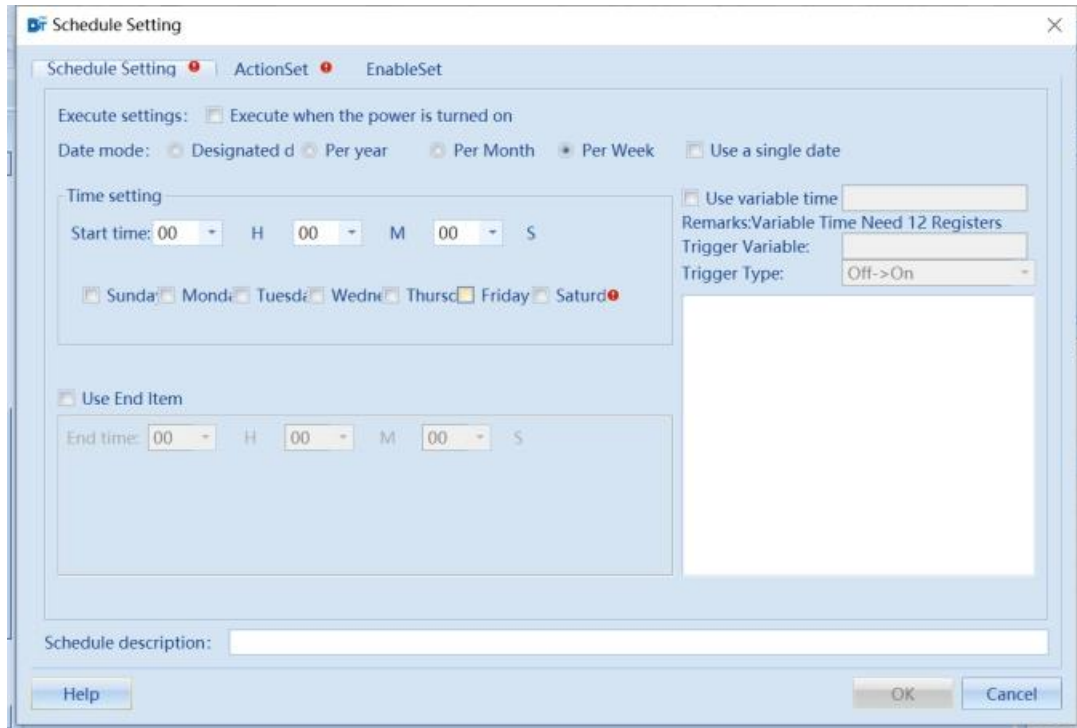 Schedule Setting
Schedule Setting ActionSet EnableSet
Execute settings: Execute when the power is turned on
Date mode: Designated d Per year Per Month Per Week Use a single date
Time setting
Use variable time
Remarks:Variable Time Need 12 Registers
Start time: 00 H 00 M 00 S
Trigger Variable:
Trigger Type: Off->On
Sunda Monda Tuesda Wedne Thursd Friday Saturd
Use End Item
End time: 00 H 00 M 00 S
Schedule description:
Help OK Cancel